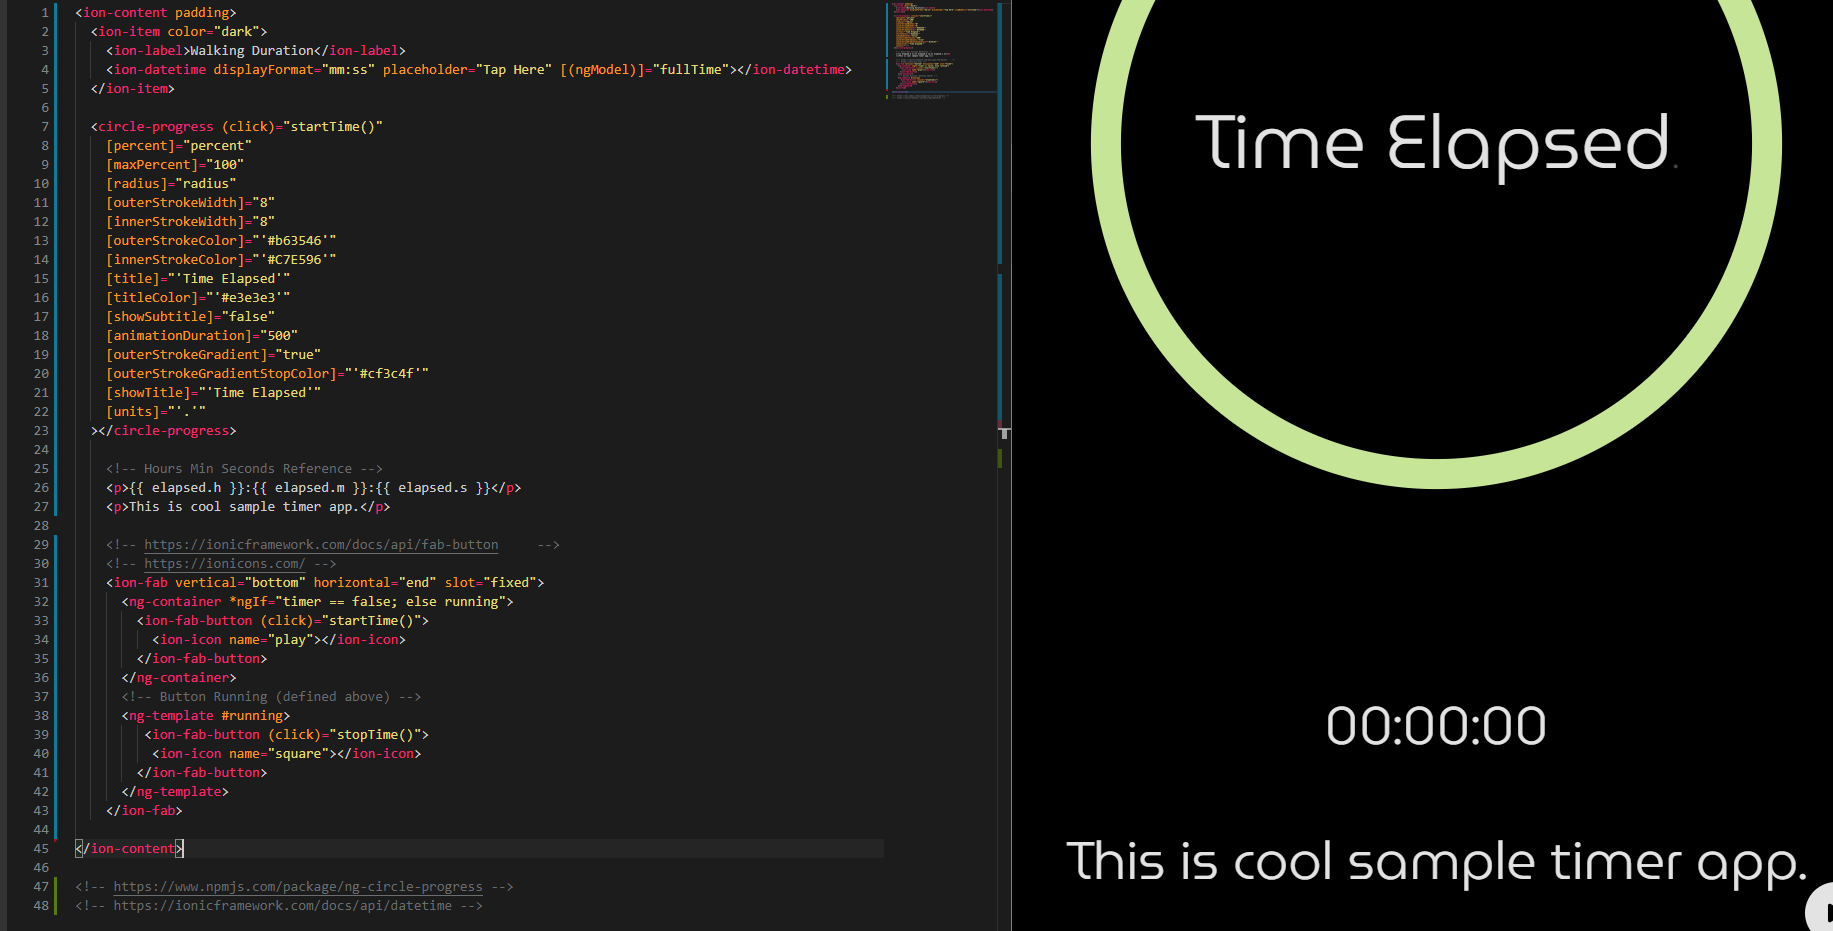 1 <ion-content padding>
2 <ion-item color="dark">
3 <ion-label>Walking Duration</ion-label>
4 <ion-datetime displayFormat="mm:ss" placeholder="Tap Here" [(ngModel)]="fullTime"></ion-datetime>
5 </ion-item>
6
7 <circle-progress (click)="startTime()"
8 [percent]="percent"
9 [maxPercent]="100"
10 [radius]="radius"
11 [outerStrokeWidth]="8"
12 [innerStrokeWidth]="8"
13 [outerStrokeColor]="'#b63546'"
14 [innerStrokeColor]="'#C7E596'"
15 [title]="'Time Elapsed'"
16 [titleColor]="'#e3e3e3'"
17 [showSubtitle]="false"
18 [animationDuration]="500"
19 [outerStrokeGradient]="true"
20 [outerStrokeGradientStopColor]="'#cf3c4f'"
21 [showTitle]="'Time Elapsed'"
22 [units]="'.'"
23 ></circle-progress>
24
25 <!-- Hours Min Seconds Reference -->
26 <p>{{ elapsed.h }}:{{ elapsed.m }}:{{ elapsed.s }}</p>
27 <p>This is cool sample timer app.</p>
28
29 <!-- https://ionicframework.com/docs/api/fab-button -->
30 <!-- https://ionicons.com/ -->
31 <ion-fab vertical="bottom" horizontal="end" slot="fixed">
32 <ng-container *ngIf="timer == false; else running">
33 <ion-fab-button (click)="startTime()">
34 <ion-icon name="play"></ion-icon>
35 </ion-fab-button>
36 </ng-container>
37 <!-- Button Running (defined above) -->
38 <ng-template #running>
39 <ion-fab-button (click)="stopTime()">
40 <ion-icon name="square"></ion-icon>
41 </ion-fab-button>
42 </ng-template>
43 </ion-fab>
44
45 </ion-content>
46
47 <!-- https://www.npmjs.com/package/ng-circle-progress -->
48 <!-- https://ionicframework.com/docs/api/datetime -->
Time Elapsed.
00:00:00
This is cool sample timer app.